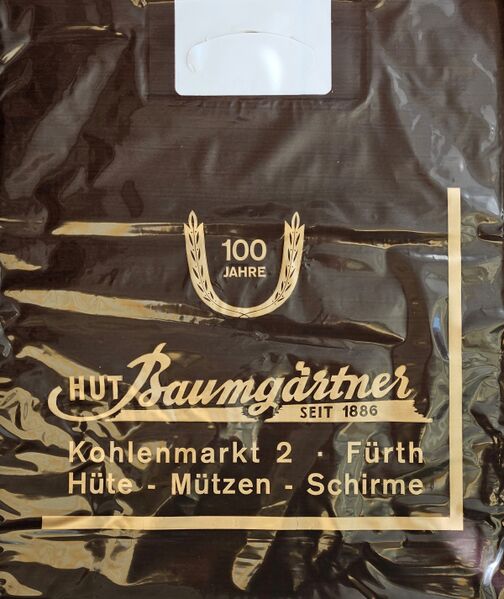 100
JAHRE
HUT Baumgärtner
SEIT 1886
Kohlenmarkt 2 · Fürth
Hüte - Mützen - Schirme